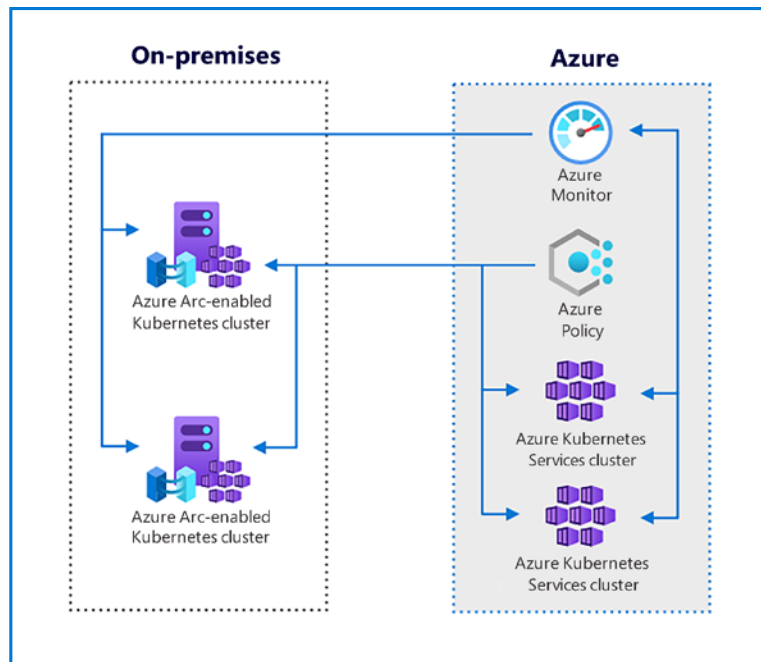 On-premises
Azure
Azure
Monitor
Azure Arc-enabled
Kubernetes cluster
Azure
Policy
Azure Kubernetes
Services cluster
Azure Arc-enabled
Kubernetes cluster
Azure Kubernetes
Services cluster